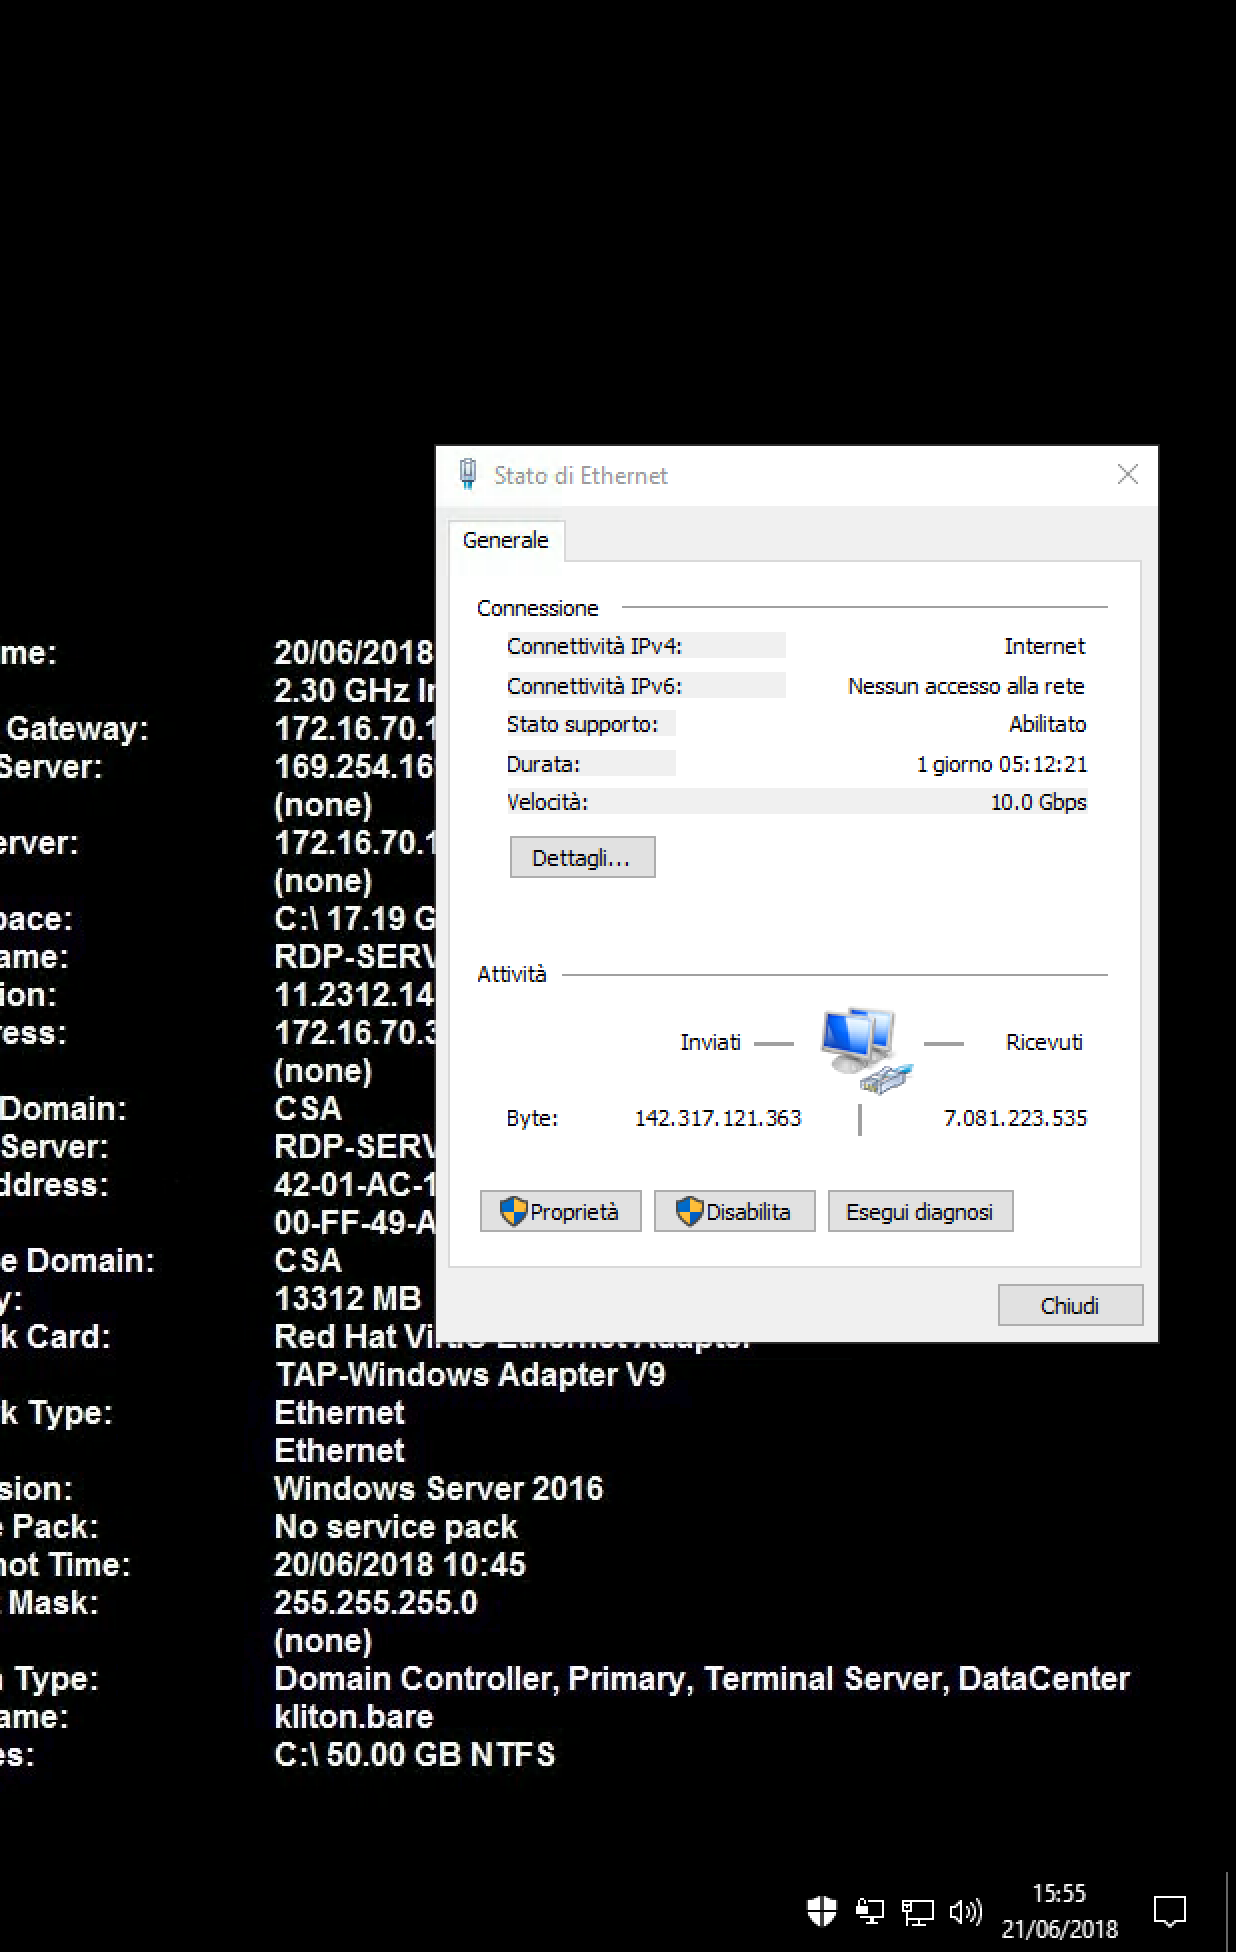 Stato di Ethernet
Generale
Connessione
Connettività IPv4: Internet
Connettività IPv6: Nessun accesso alla rete
Stato supporto: Abilitato
Durata: 1 giorno 05:12:21
Velocità: 10.0 Gbps
Dettagli...
Attività
Inviati Ricevuti
Byte: 142.317.121.363 7.081.223.535
Proprietà Disabilita Esegui diagnosi
Chiudi
me: 20/06/2018
2.30 GHz
Gateway: 172.16.70.1
Server: 169.254.16
(none)
erver: 172.16.70.1
(none)
pace: C:\ 17.19 G
ame: RDP-SERV
ion: 11.2312.14
ress: 172.16.70.3
(none)
Domain: CSA
Server: RDP-SERV
ddress: 42-01-AC-1
00-FF-49-A
e Domain: CSA
y: 13312 MB
k Card: Red Hat VirtIO Ethernet Adapter
TAP-Windows Adapter V9
k Type: Ethernet
Ethernet
sion: Windows Server 2016
e Pack: No service pack
hot Time: 20/06/2018 10:45
t Mask: 255.255.255.0
(none)
n Type: Domain Controller, Primary, Terminal Server, DataCenter
ame: kliton.bare
es: C:\ 50.00 GB NTFS
15:55
21/06/2018